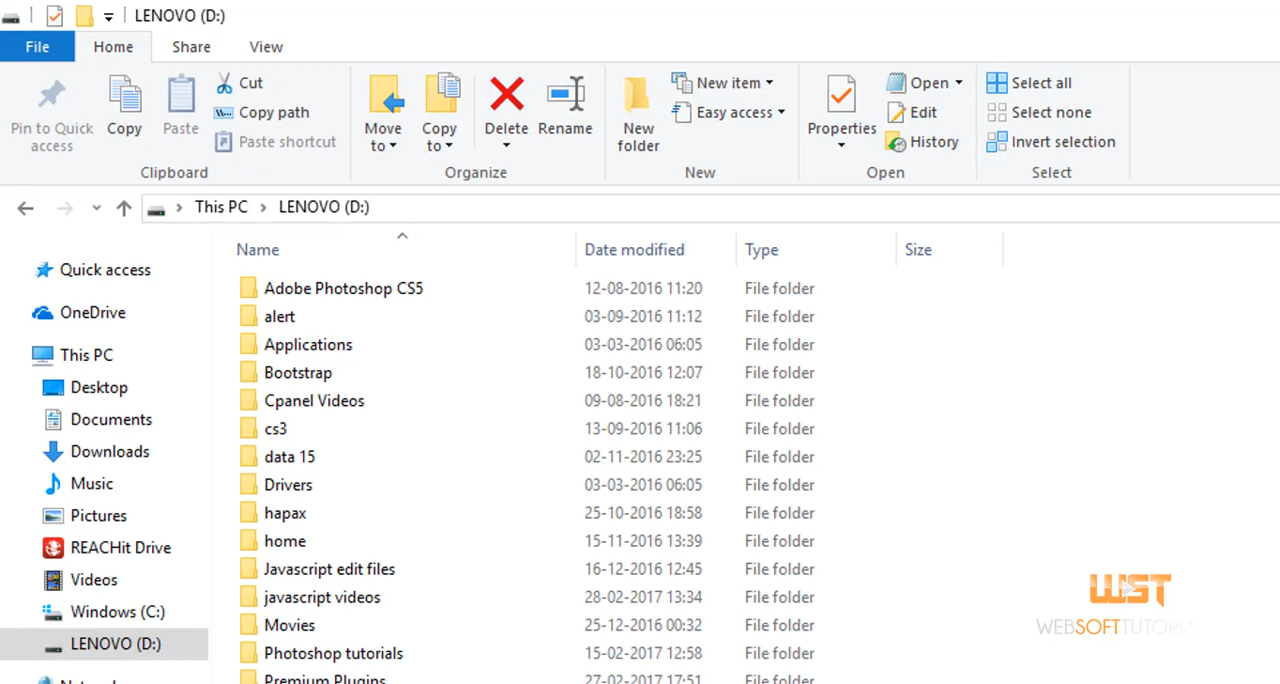 LENOVO (D:)
File Home Share View
Pin to Quick access
Copy
Paste
Cut
Copy path
Paste shortcut
Clipboard
Move to
Copy to
Delete
Rename
Organize
New folder
New item
Easy access
New
Properties
Open
Edit
History
Open
Select all
Select none
Invert selection
Select
This PC > LENOVO (D:)
Quick access
OneDrive
This PC
Desktop
Documents
Downloads
Music
Pictures
REACHit Drive
Videos
Windows (C:)
LENOVO (D:)
Name Date modified Type Size
Adobe Photoshop CS5 12-08-2016 11:20 File folder
alert 03-09-2016 11:12 File folder
Applications 03-03-2016 06:05 File folder
Bootstrap 18-10-2016 12:07 File folder
Cpanel Videos 09-08-2016 18:21 File folder
cs3 13-09-2016 11:06 File folder
data 15 02-11-2016 23:25 File folder
Drivers 03-03-2016 06:05 File folder
hapax 25-10-2016 18:58 File folder
home 15-11-2016 13:39 File folder
Javascript edit files 16-12-2016 12:45 File folder
javascript videos 28-02-2017 13:34 File folder
Movies 25-12-2016 00:32 File folder
Photoshop tutorials 15-02-2017 12:58 File folder
Premium Plugins 27-02-2017 17:51 File folder
WST